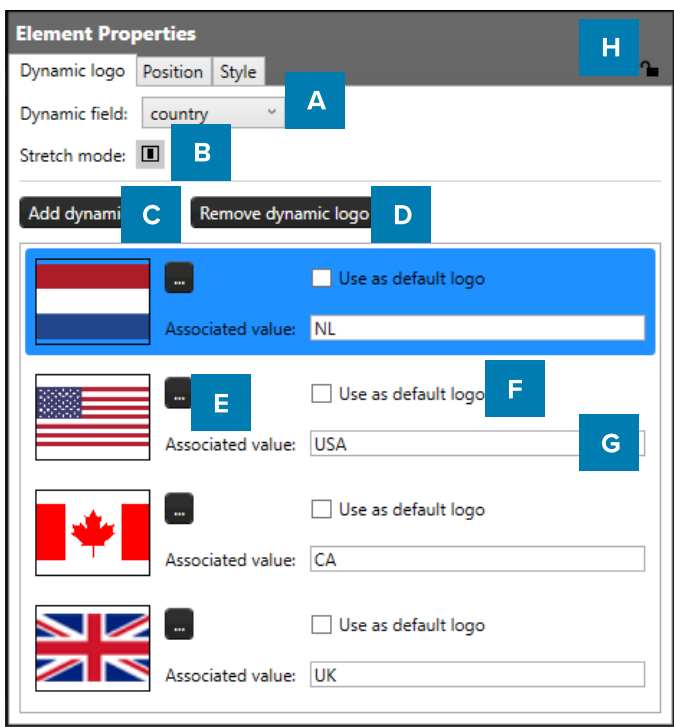 Element Properties
H
Dynamic logo Position Style
Dynamic field: country A
Stretch mode: B
Add dynami C Remove dynamic logo D
... Use as default logo
Associated value: NL
... E Use as default logo F
Associated value: USA G
... Use as default logo
Associated value: CA
... Use as default logo
Associated value: UK